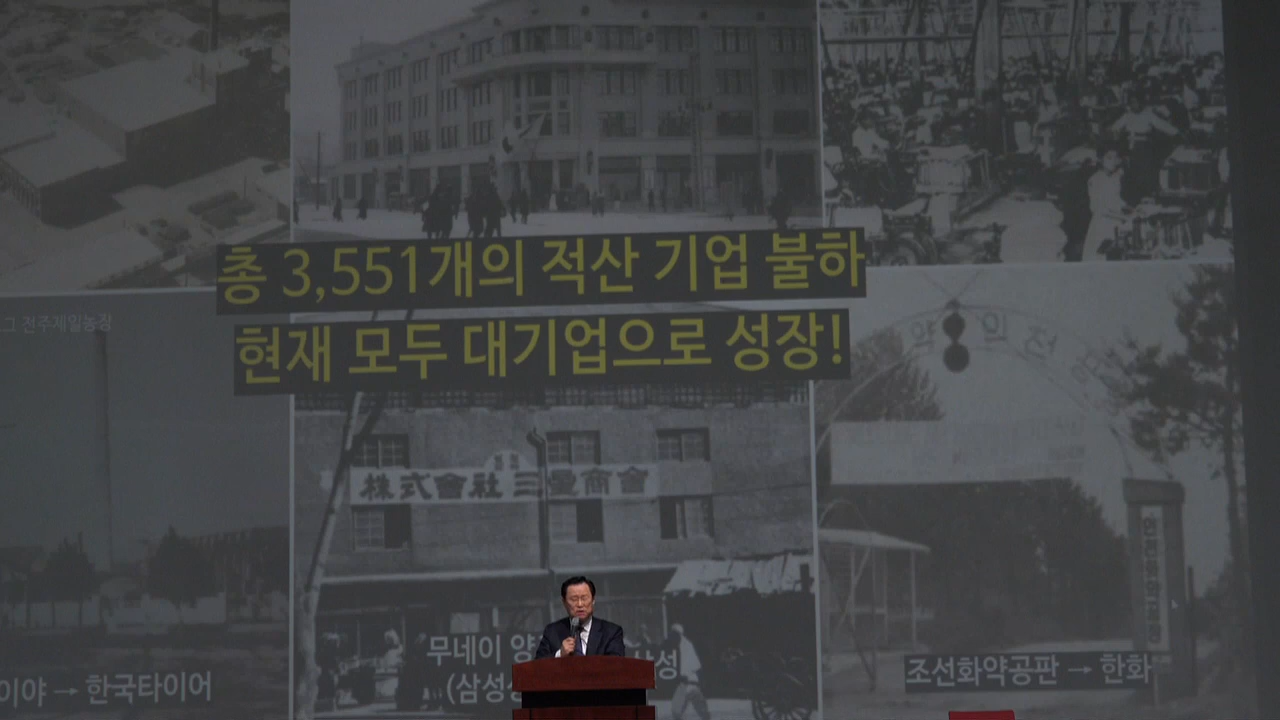 총 3,551개의 적산 기업 불하
현재 모두 대기업으로 성장!
그 전주제일농장
株式會社三星商會
무네이 양
(삼성상
삼성
이야 → 한국타이어
조선화약공판 → 한화